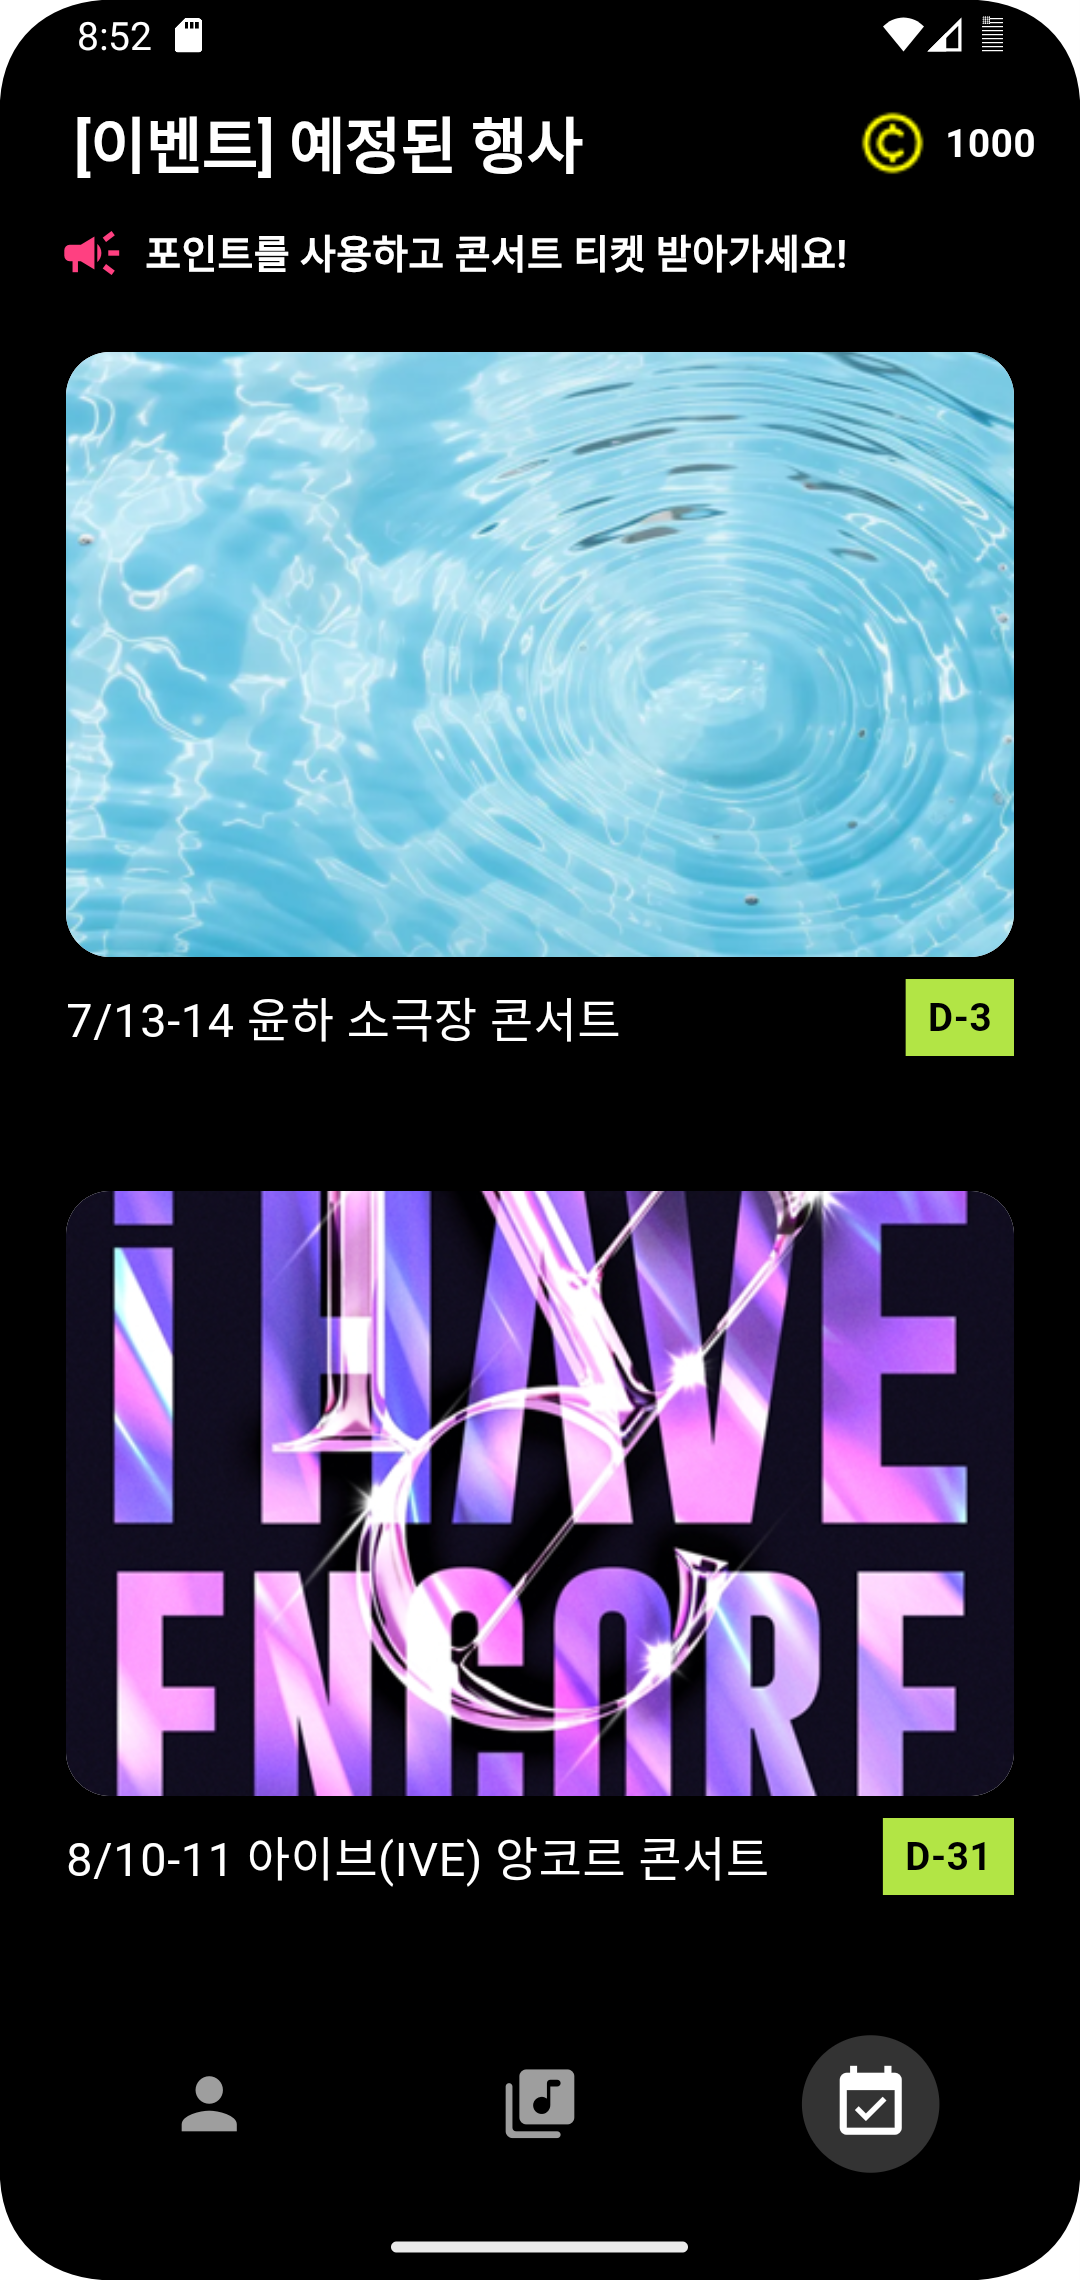 8:52
[이벤트] 예정된 행사
1000
포인트를 사용하고 콘서트 티켓 받아가세요!
7/13-14 윤하 소극장 콘서트
D-3
i HAVE
ENCORE
8/10-11 아이브(IVE) 앙코르 콘서트
D-31